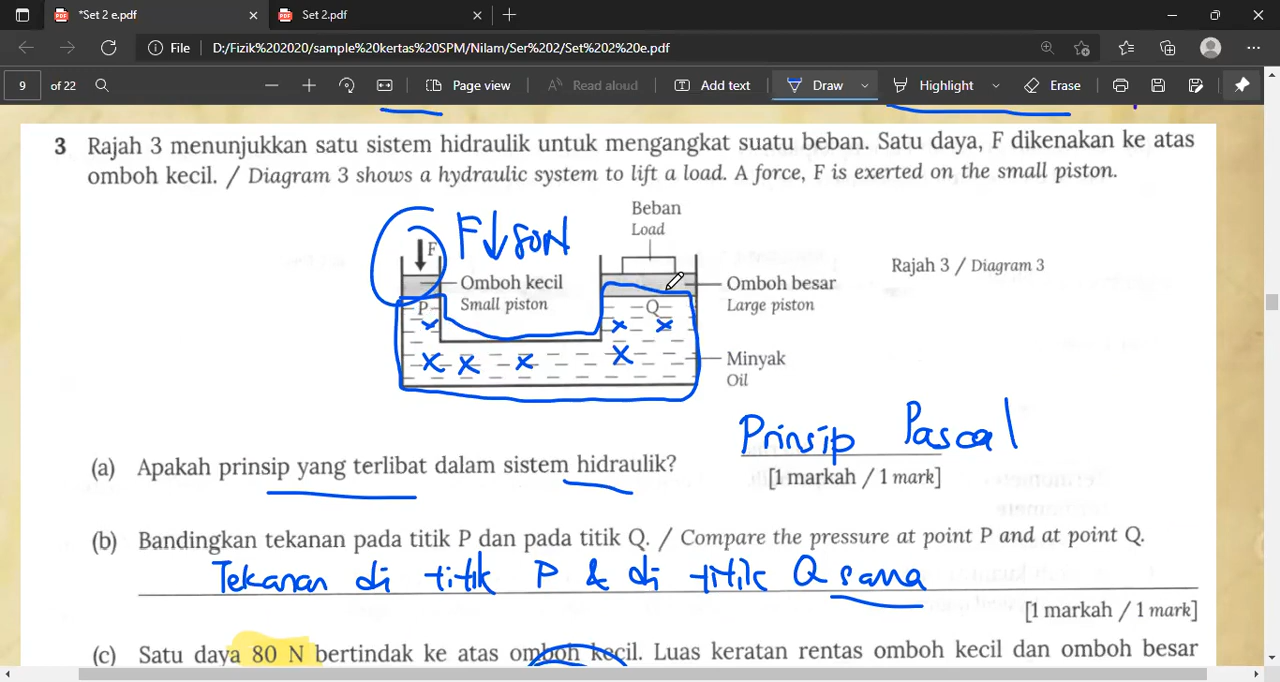 *Set 2 e.pdf
Set 2.pdf
File
D:/Fizik%202020/sample%20kertas%20SPM/Nilam/Ser%202/Set%202%20e.pdf
9 of 22
Page view
Read aloud
Add text
Draw
Highlight
Erase
3 Rajah 3 menunjukkan satu sistem hidraulik untuk mengangkat suatu beban. Satu daya, F dikenakan ke atas
omboh kecil. / Diagram 3 shows a hydraulic system to lift a load. A force, F is exerted on the small piston.
Beban
Load
F
F↓ 80N
Rajah 3 / Diagram 3
Omboh kecil
Small piston
Omboh besar
Large piston
P
Q
Minyak
Oil
Prinsip Pascal
(a) Apakah prinsip yang terlibat dalam sistem hidraulik?
[1 markah / 1 mark]
(b) Bandingkan tekanan pada titik P dan pada titik Q. / Compare the pressure at point P and at point Q.
Tekanan di titik P & di titik Q sama
[1 markah / 1 mark]
(c) Satu daya 80 N bertindak ke atas omboh kecil. Luas keratan rentas omboh kecil dan omboh besar